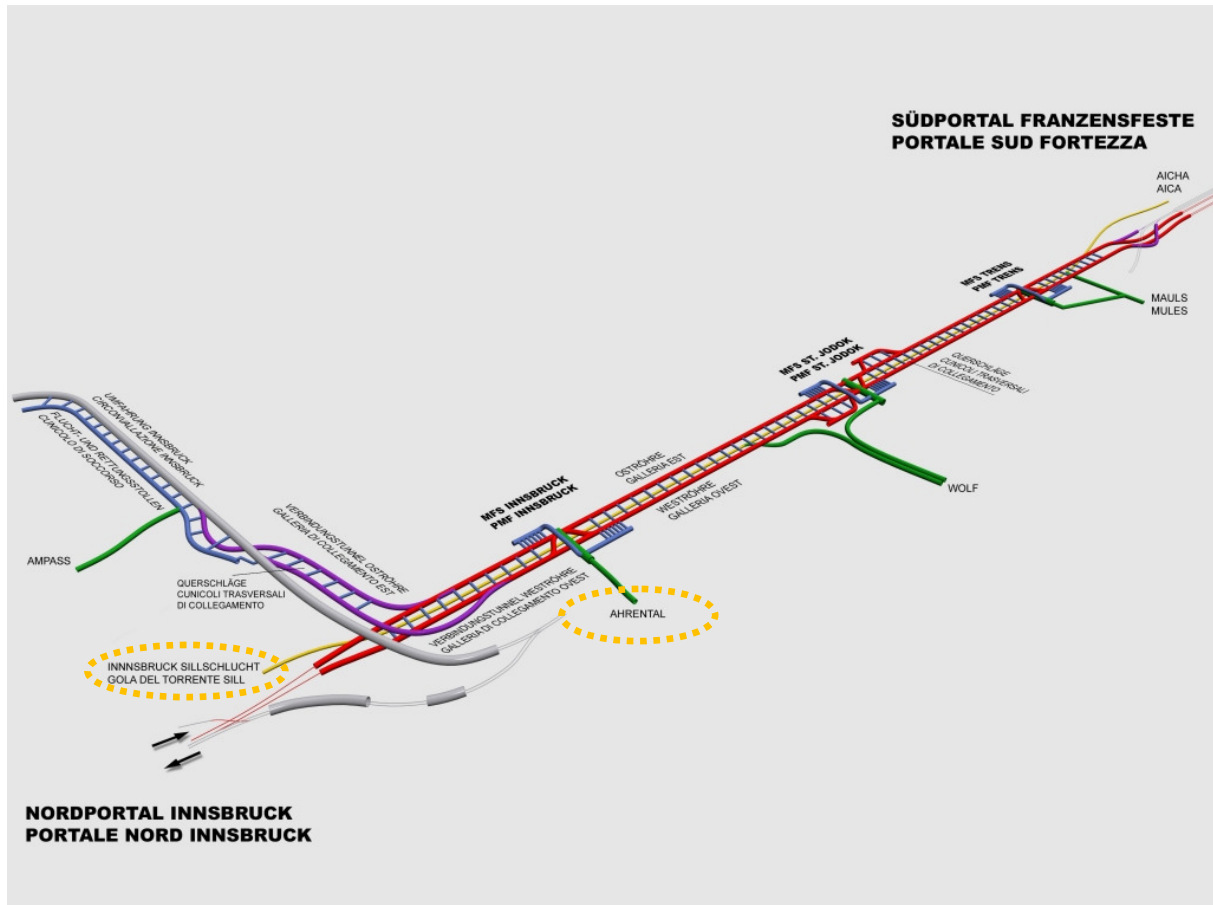 SÜDPORTAL FRANZENSFESTE
PORTALE SUD FORTEZZA
AICHA
AICA
MFS TRENS
PMF TRENS
MAULS
MULES
MFS ST. JODOK
PMF ST. JODOK
QUERSCHLÄGE
CUNICOLI TRASVERSALI
DI COLLEGAMENTO
UMFAHRUNG INNSBRUCK
CIRCONVALLAZIONE INNSBRUCK
FLUCHT- UND RETTUNGSSTOLLEN
CUNICOLO DI SOCCORSO
OSTRÖHRE
GALLERIA EST
WESTRÖHRE
GALLERIA OVEST
WOLF
MFS INNSBRUCK
PMF INNSBRUCK
VERBINDUNGSTUNNEL OSTRÖHRE
GALLERIA DI COLLEGAMENTO EST
AMPASS
QUERSCHLÄGE
CUNICOLI TRASVERSALI
DI COLLEGAMENTO
VERBINDUNGSTUNNEL WESTRÖHRE
GALLERIA DI COLLEGAMENTO OVEST
AHRENTAL
INNNSBRUCK SILLSCHLUCHT
GOLA DEL TORRENTE SILL
NORDPORTAL INNSBRUCK
PORTALE NORD INNSBRUCK